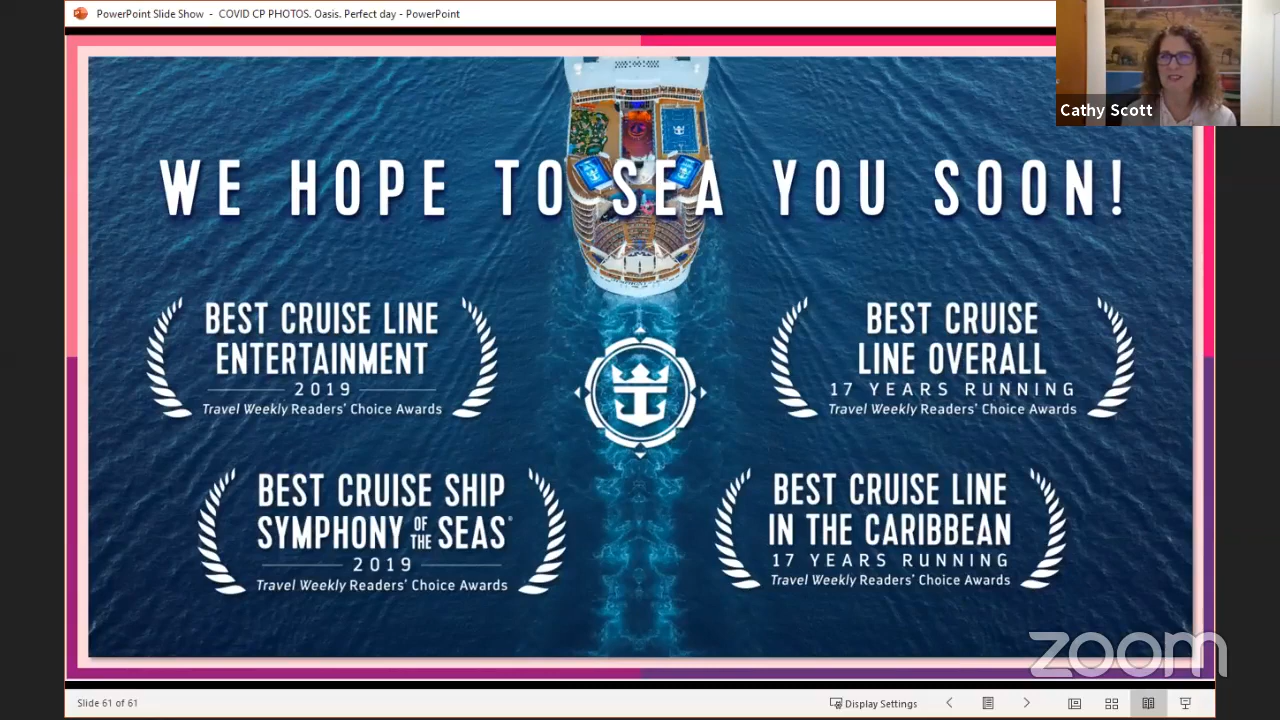 PowerPoint Slide Show - COVID CP PHOTOS. Oasis. Perfect day - PowerPoint
Cathy Scott
WE HOPE TO SEA YOU SOON!
BEST CRUISE LINE
ENTERTAINMENT
2019
Travel Weekly Readers' Choice Awards
BEST CRUISE
LINE OVERALL
17 YEARS RUNNING
Travel Weekly Readers' Choice Awards
BEST CRUISE SHIP
SYMPHONY OF THE SEAS®
2019
Travel Weekly Readers' Choice Awards
BEST CRUISE LINE
IN THE CARIBBEAN
17 YEARS RUNNING
Travel Weekly Readers' Choice Awards
zoom
Slide 61 of 61
Display Settings